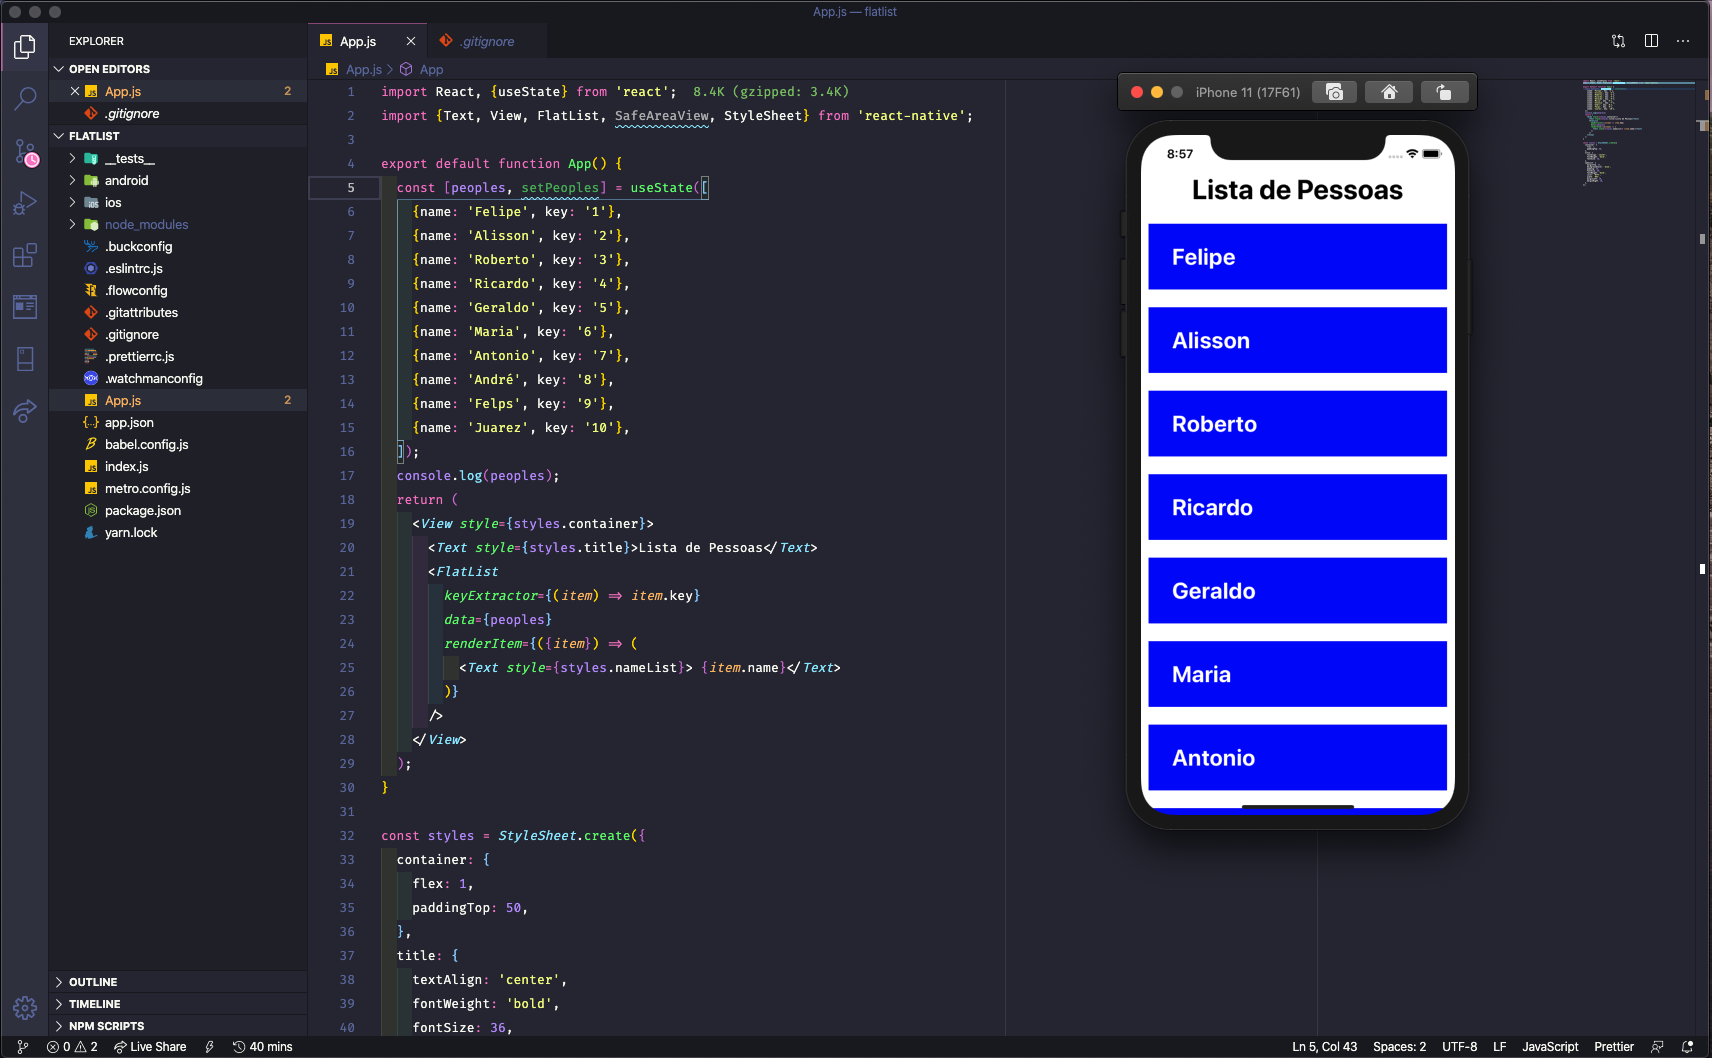 App.js — flatlist
EXPLORER
OPEN EDITORS
App.js 2
.gitignore
FLATLIST
__tests__
android
ios
node_modules
.buckconfig
.eslintrc.js
.flowconfig
.gitattributes
.gitignore
.prettierrc.js
.watchmanconfig
App.js 2
app.json
babel.config.js
index.js
metro.config.js
package.json
yarn.lock
OUTLINE
TIMELINE
NPM SCRIPTS
App.js .gitignore
App.js > App
1 import React, {useState} from 'react'; 8.4K (gzipped: 3.4K)
2 import {Text, View, FlatList, SafeAreaView, StyleSheet} from 'react-native';
3
4 export default function App() {
5 const [peoples, setPeoples] = useState([
6 {name: 'Felipe', key: '1'},
7 {name: 'Alisson', key: '2'},
8 {name: 'Roberto', key: '3'},
9 {name: 'Ricardo', key: '4'},
10 {name: 'Geraldo', key: '5'},
11 {name: 'Maria', key: '6'},
12 {name: 'Antonio', key: '7'},
13 {name: 'André', key: '8'},
14 {name: 'Felps', key: '9'},
15 {name: 'Juarez', key: '10'},
16 ]);
17 console.log(peoples);
18 return (
19 <View style={styles.container}>
20 <Text style={styles.title}>Lista de Pessoas</Text>
21 <FlatList
22 keyExtractor={(item) => item.key}
23 data={peoples}
24 renderItem={({item}) => (
25 <Text style={styles.nameList}> {item.name}</Text>
26 )}
27 />
28 </View>
29 );
30 }
31
32 const styles = StyleSheet.create({
33 container: {
34 flex: 1,
35 paddingTop: 50,
36 },
37 title: {
38 textAlign: 'center',
39 fontWeight: 'bold',
40 fontSize: 36,
iPhone 11 (17F61)
8:57
Lista de Pessoas
Felipe
Alisson
Roberto
Ricardo
Geraldo
Maria
Antonio
0 2 Live Share 40 mins Ln 5, Col 43 Spaces: 2 UTF-8 LF JavaScript Prettier